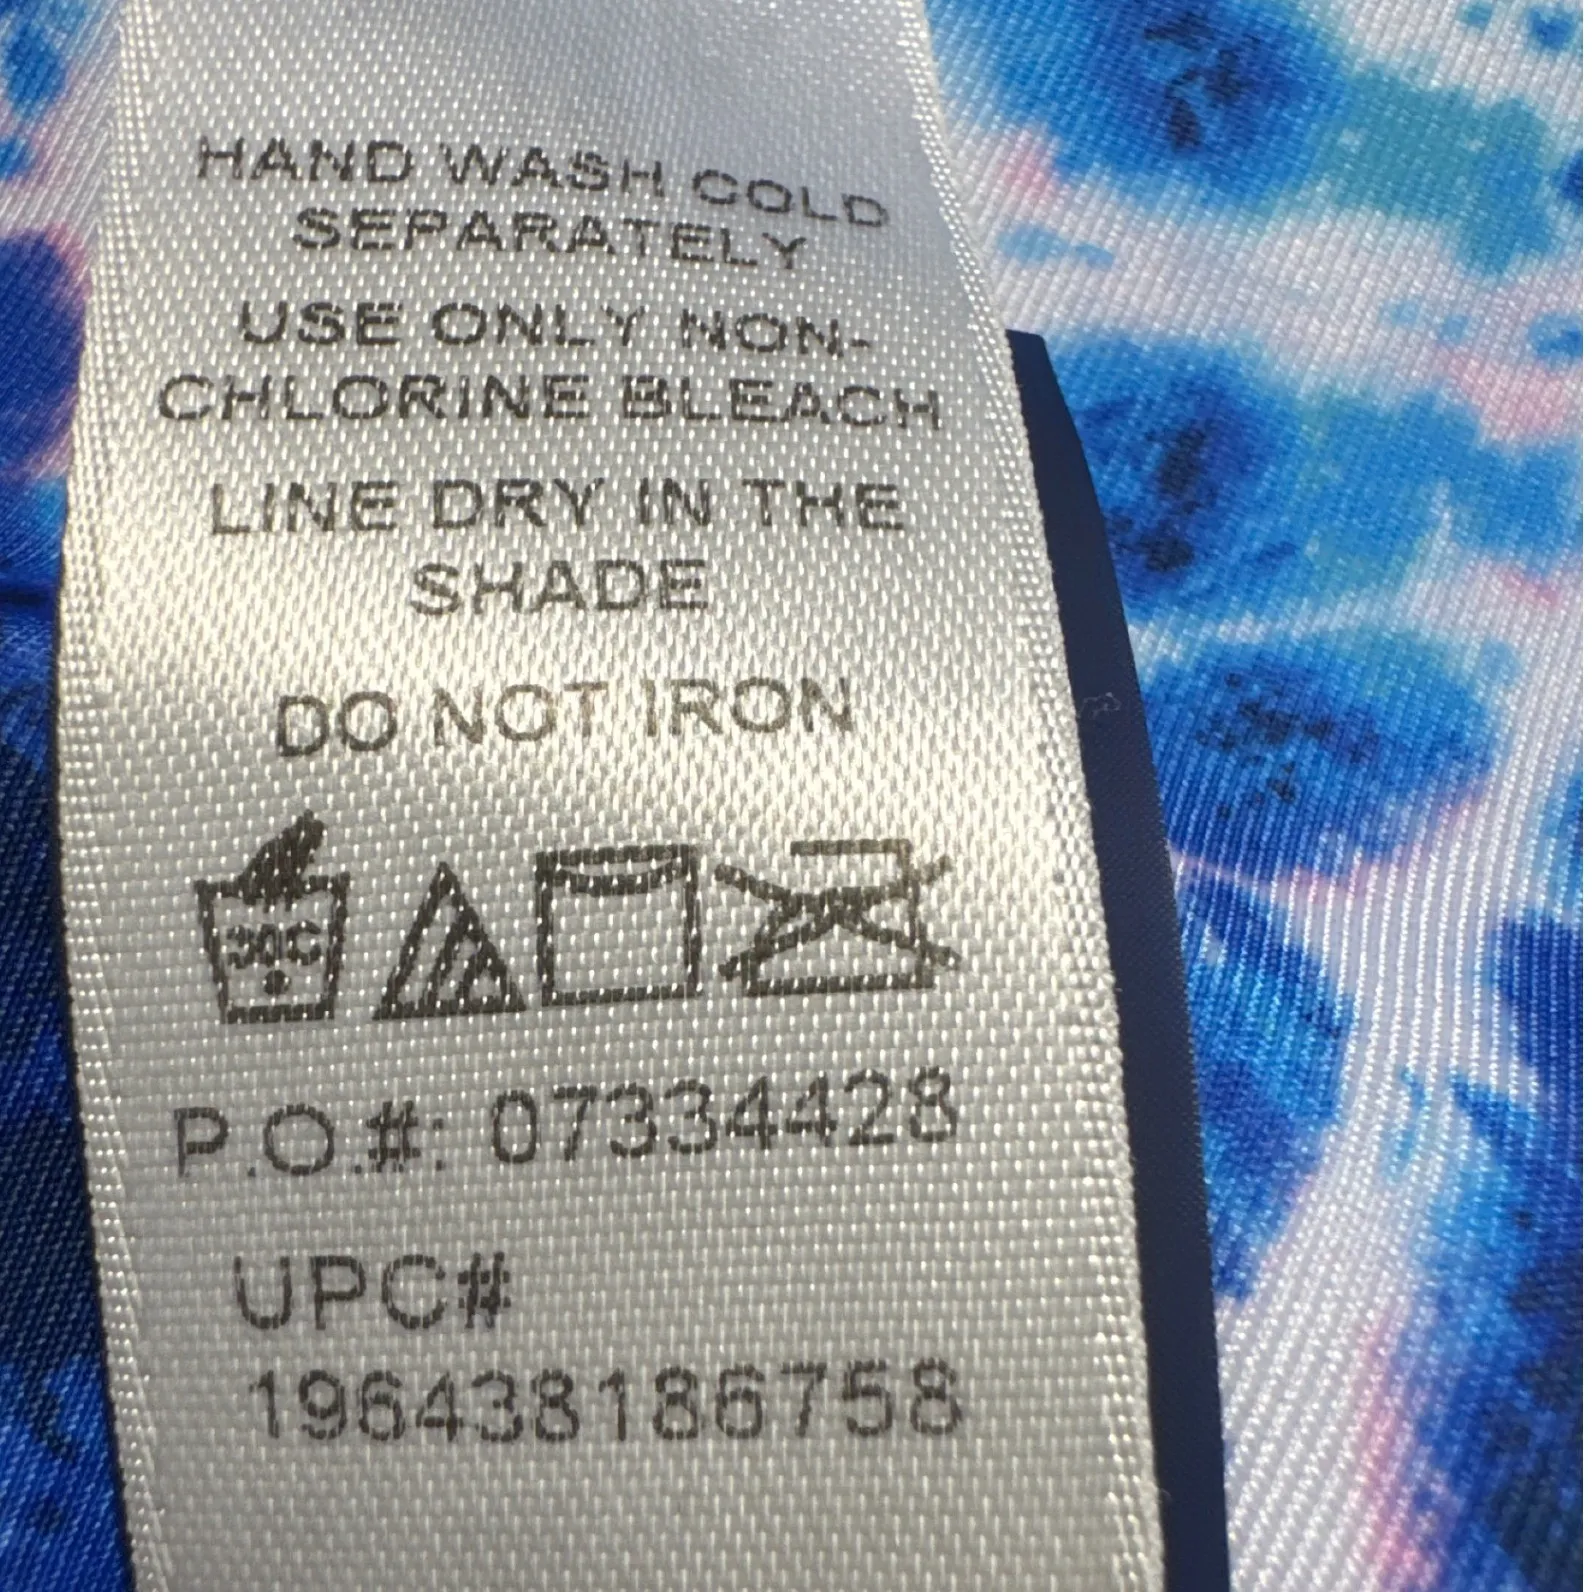 HAND WASH COLD
SEPARATELY
USE ONLY NON-
CHLORINE BLEACH
LINE DRY IN THE
SHADE
DO NOT IRON
30C
P.O.#: 07334428
UPC#
196438186758